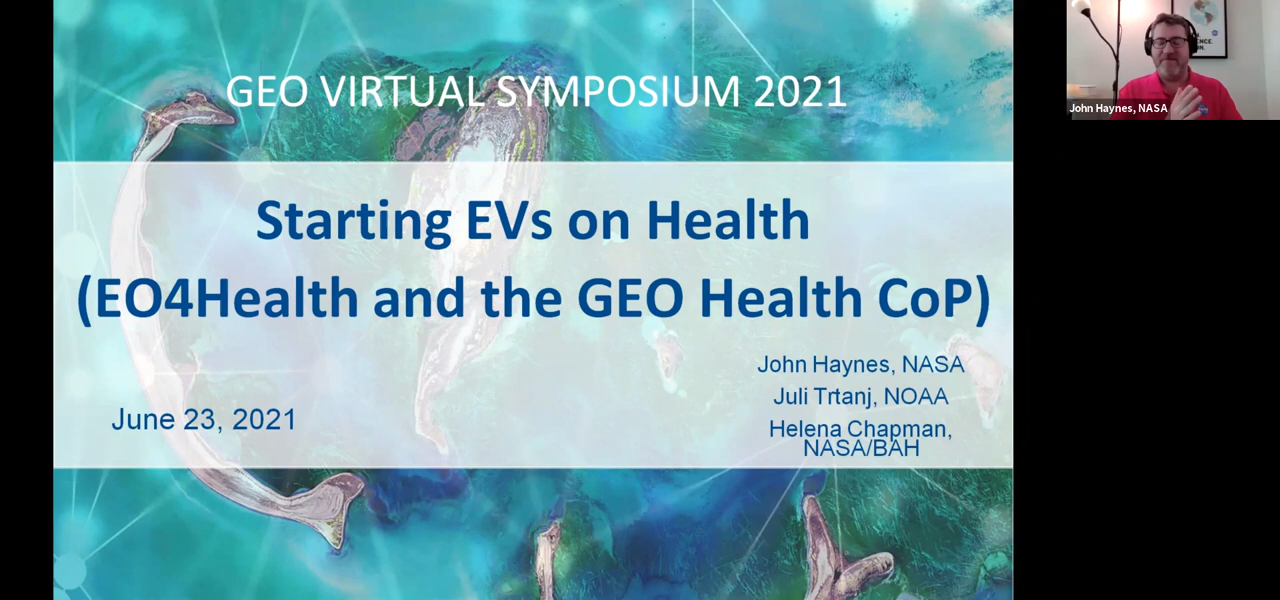 GEO VIRTUAL SYMPOSIUM 2021
Starting EVs on Health
(EO4Health and the GEO Health CoP)
John Haynes, NASA
Juli Trtanj, NOAA
Helena Chapman,
NASA/BAH
June 23, 2021
John Haynes, NASA